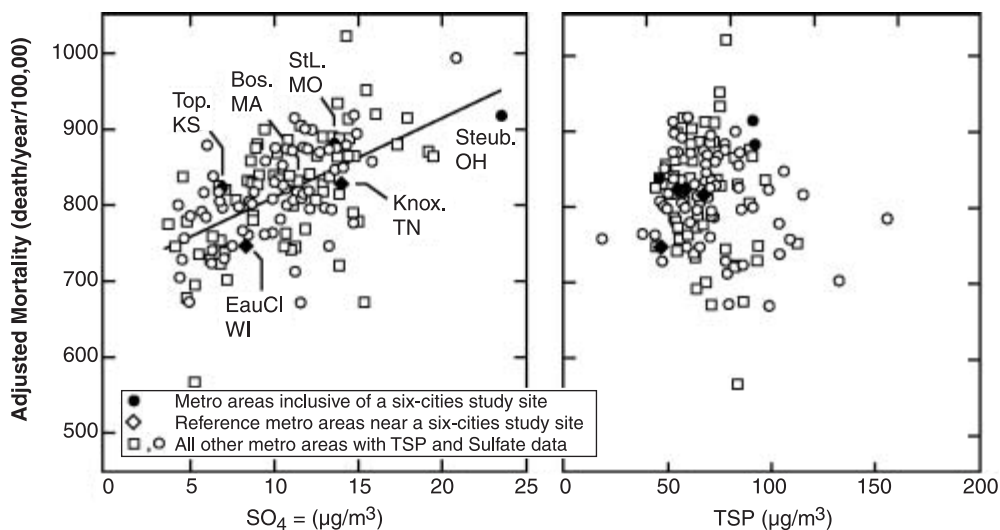 Adjusted Mortality (death/year/100,00)
1000
900
800
700
600
500
StL.
MO
Bos.
MA
Top.
KS
Steub.
OH
Knox.
TN
EauCl
WI
Metro areas inclusive of a six-cities study site
Reference metro areas near a six-cities study site
All other metro areas with TSP and Sulfate data
0 5 10 15 20 25
SO4 = (μg/m3)
0 50 100 150 200
TSP (μg/m3)